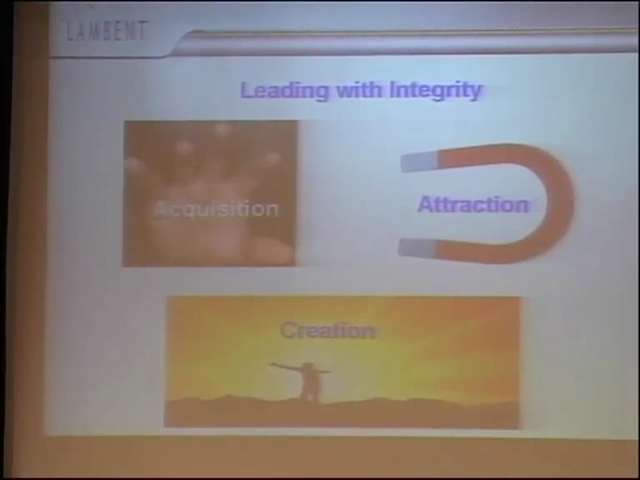 LAMBENT
Leading with Integrity
Acquisition
Attraction
Creation